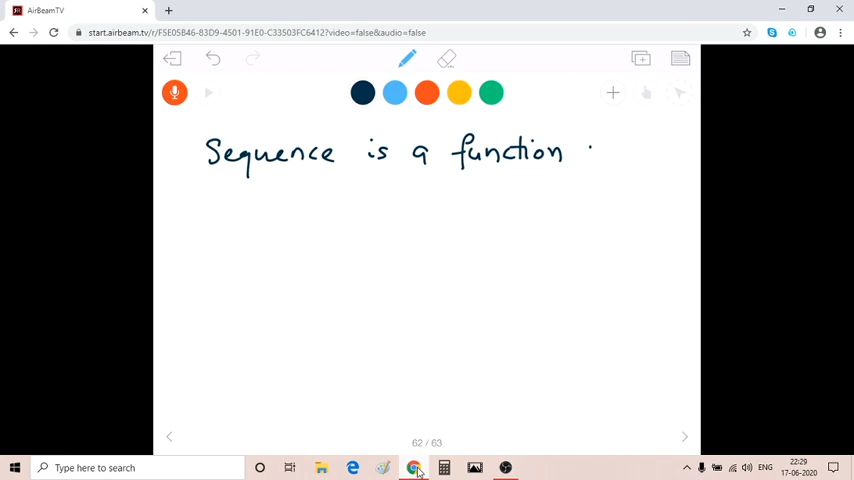 AirBeamTV
start.airbeam.tv/r/F5E05B46-83D9-4501-91E0-C33503FC6412?video=false&audio=false
Sequence is a function
62 / 63
Type here to search
ENG
22:29
17-06-2020